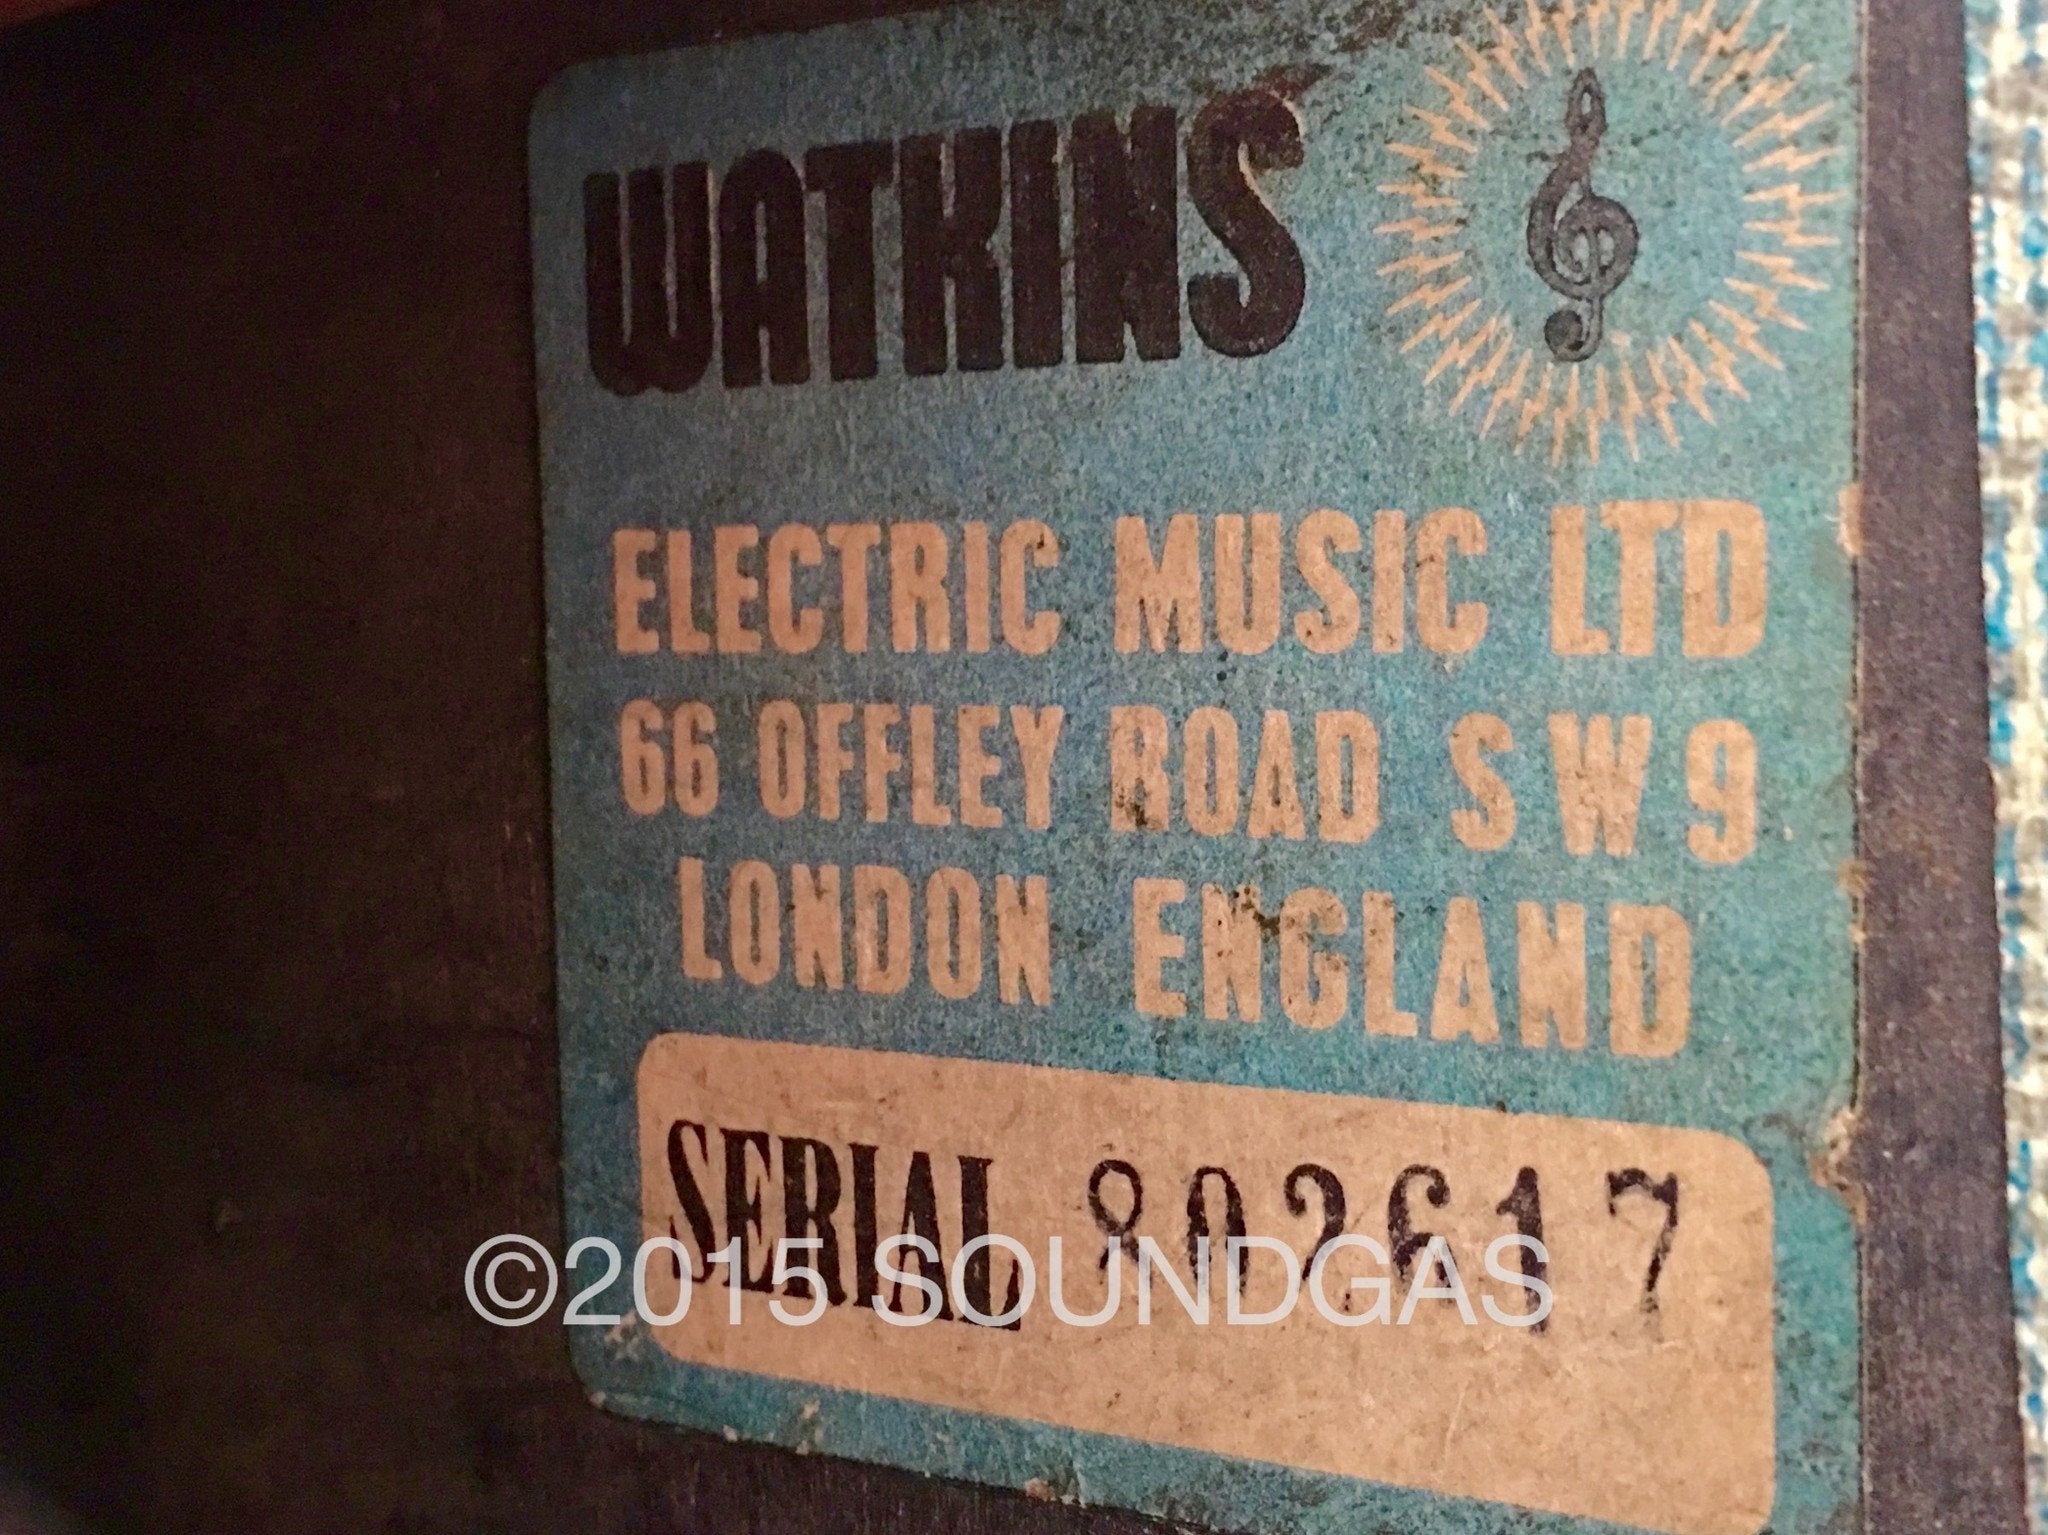 WATKINS
ELECTRIC MUSIC LTD
66 OFFLEY ROAD S W 9
LONDON ENGLAND
SERIAL 802617
©2015 SOUNDGAS